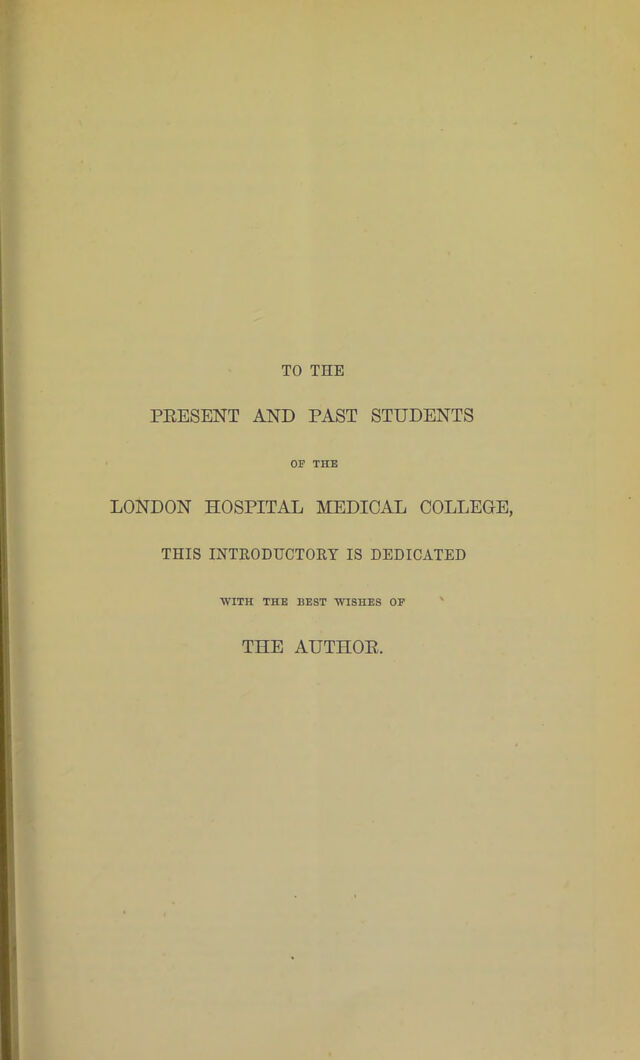 TO THE
PRESENT AND PAST STUDENTS
OF THE
LONDON HOSPITAL MEDICAL COLLEGE,
THIS INTRODUCTORY IS DEDICATED
WITH THE BEST WISHES OF
THE AUTHOR.